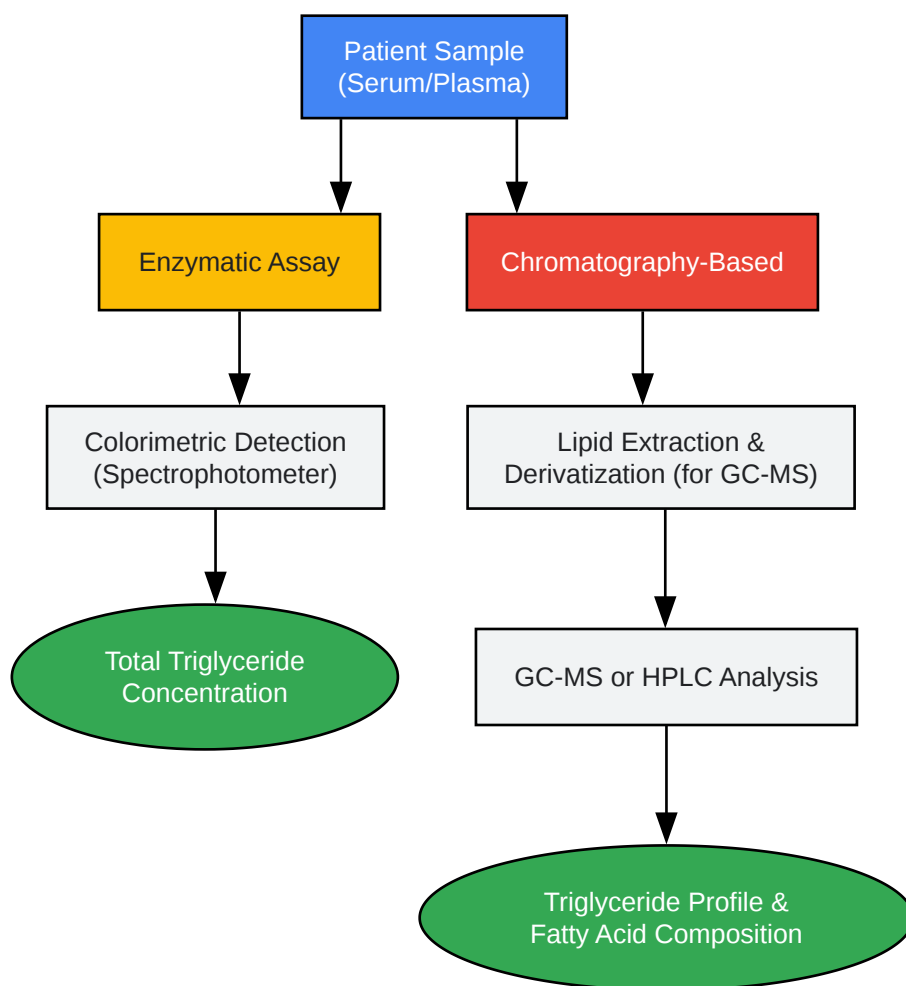 Patient Sample
(Serum/Plasma)
Enzymatic Assay
Chromatography-Based
Colorimetric Detection
(Spectrophotometer)
Lipid Extraction &
Derivatization (for GC-MS)
Total Triglyceride
Concentration
GC-MS or HPLC Analysis
Triglyceride Profile &
Fatty Acid Composition